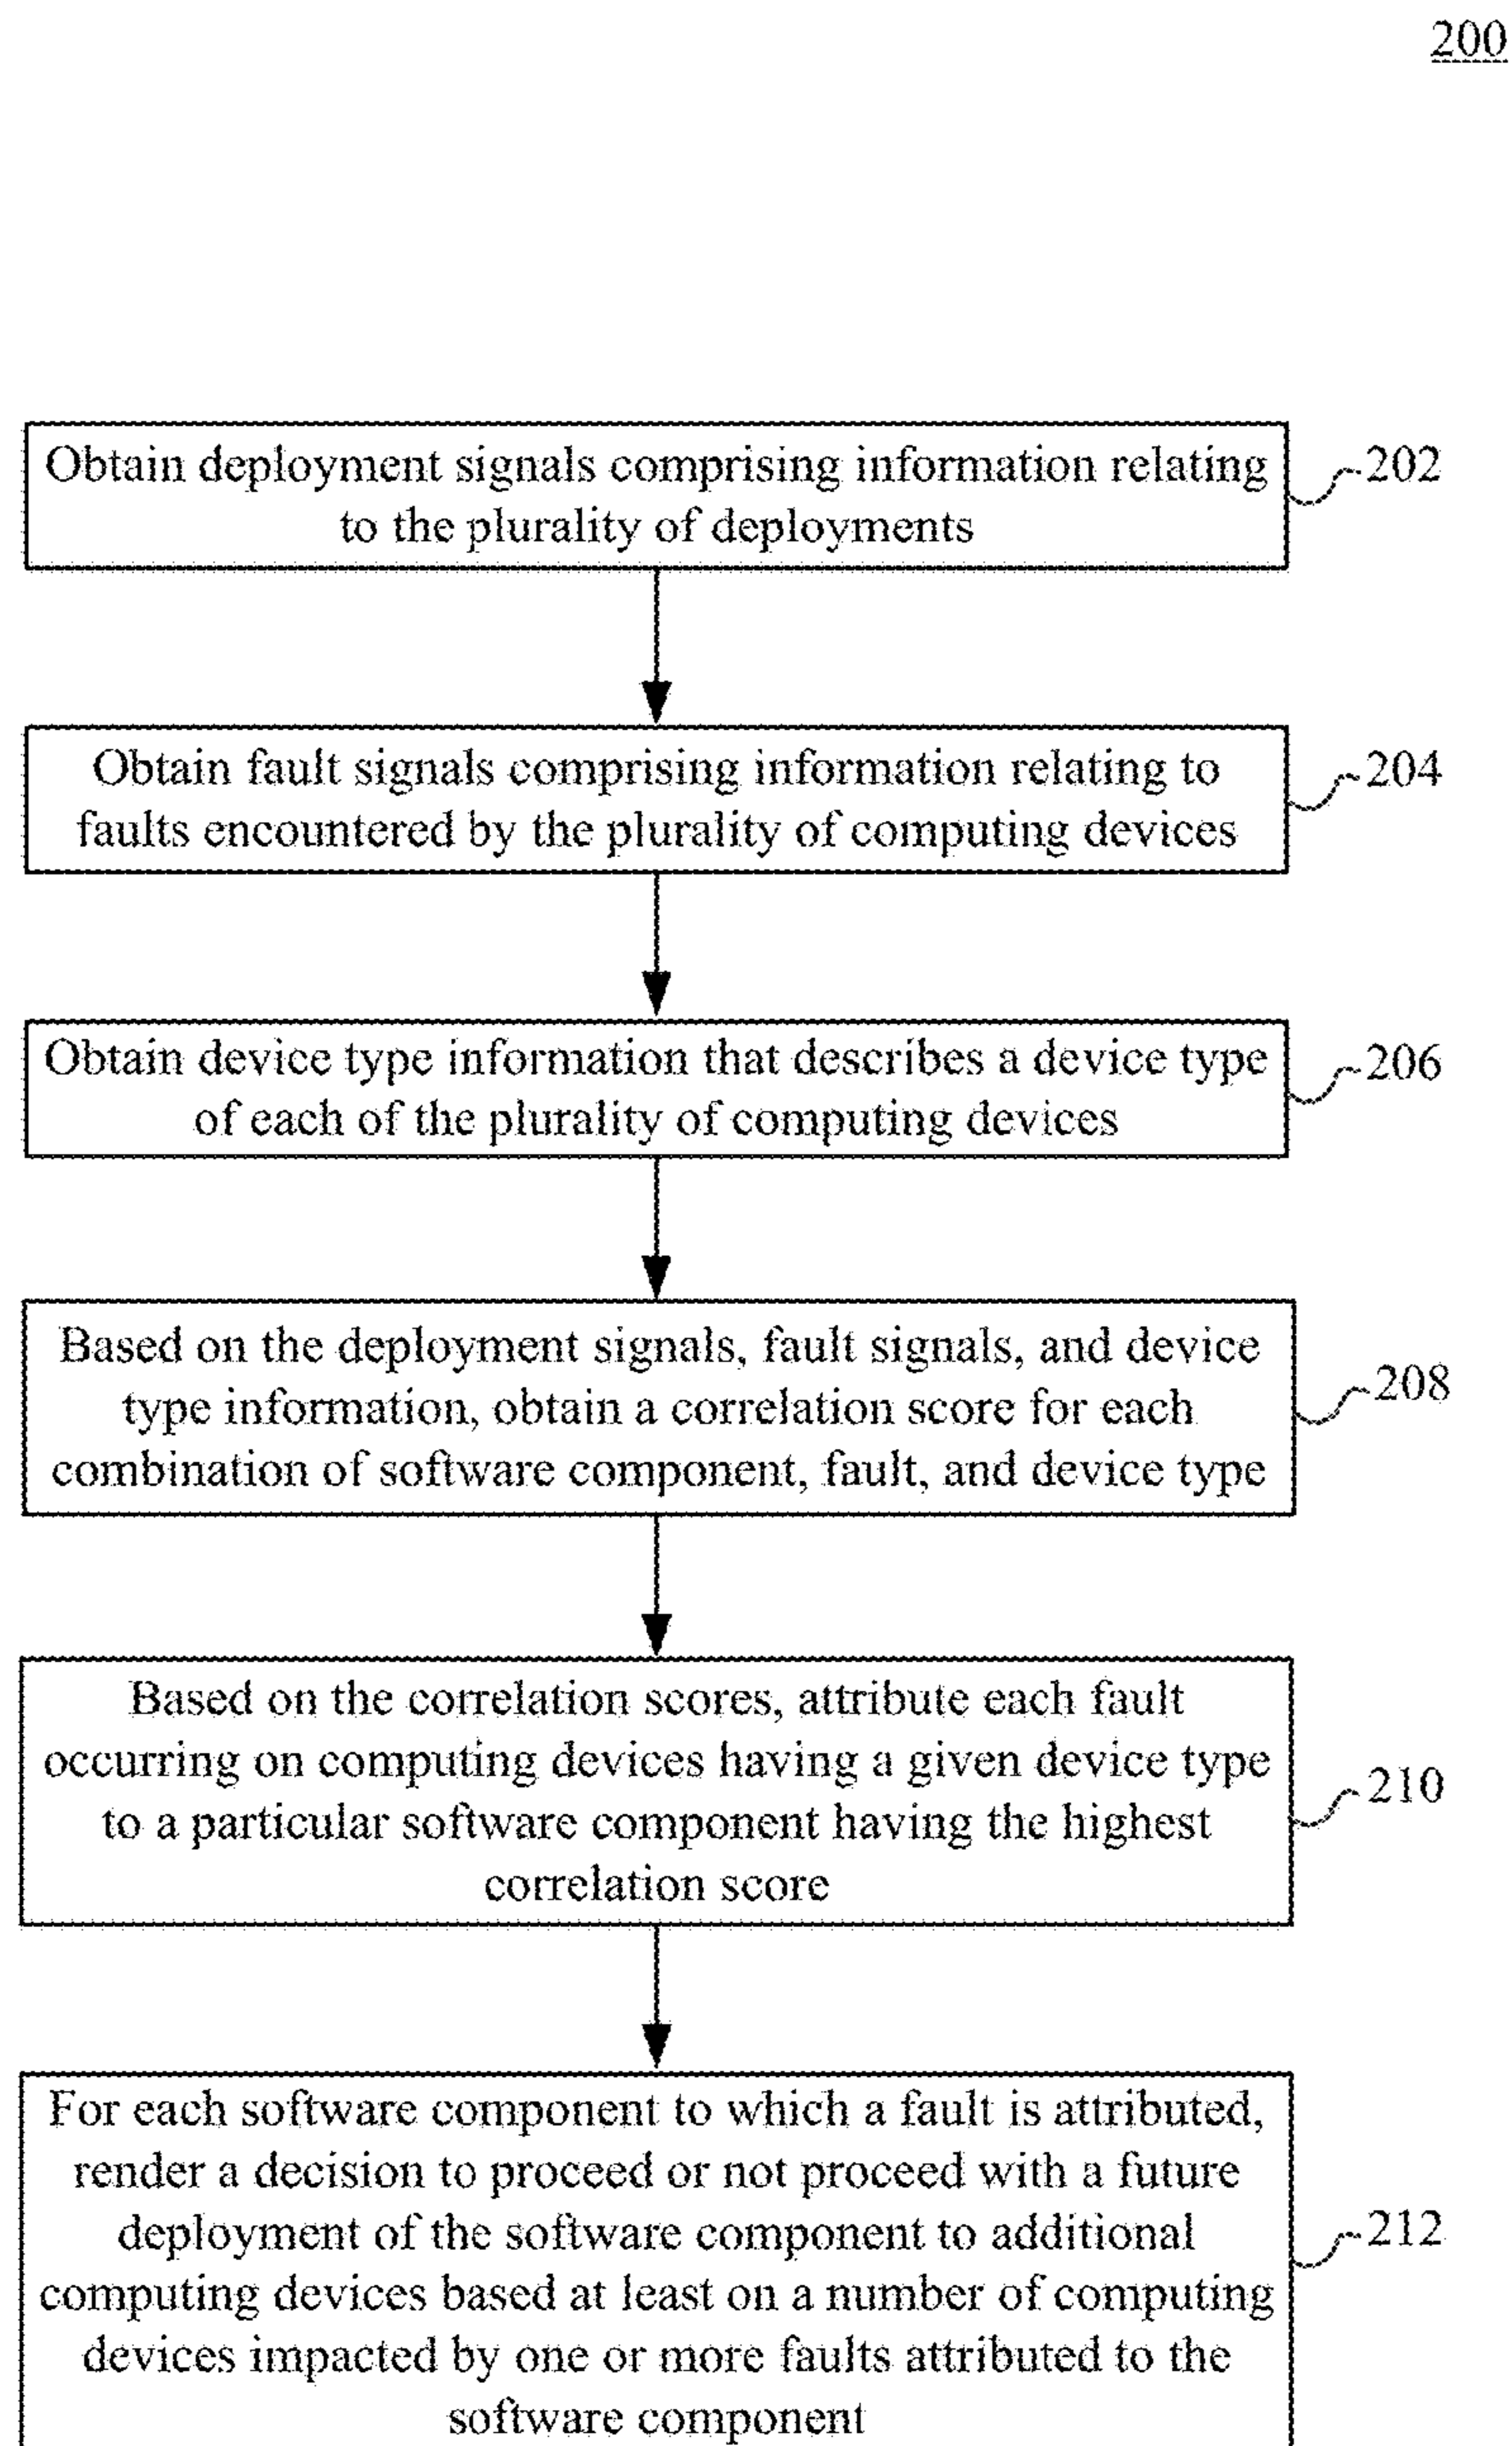 200
Obtain deployment signals comprising information relating
to the plurality of deployments
202
Obtain fault signals comprising information relating to
faults encountered by the plurality of computing devices
204
Obtain device type information that describes a device type
of each of the plurality of computing devices
206
Based on the deployment signals, fault signals, and device
type information, obtain a correlation score for each
combination of software component, fault, and device type
208
Based on the correlation scores, attribute each fault
occurring on computing devices having a given device type
to a particular software component having the highest
correlation score
210
For each software component to which a fault is attributed,
render a decision to proceed or not proceed with a future
deployment of the software component to additional
computing devices based at least on a number of computing
devices impacted by one or more faults attributed to the
software component
212